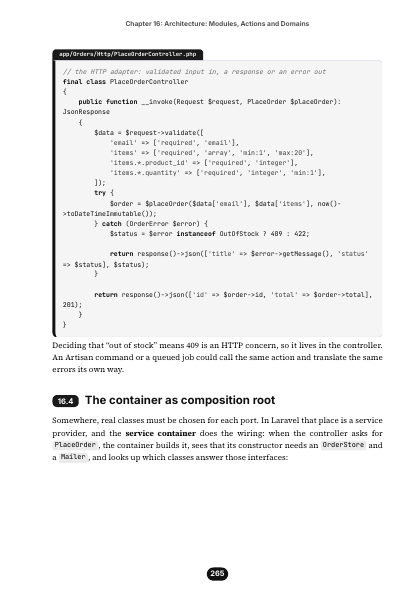 Chapter 16: Architecture: Modules, Actions and Domains
app/Orders/Http/PlaceOrderController.php
// the HTTP adapter: validated input in, a response or an error out
final class PlaceOrderController
{
    public function __invoke(Request $request, PlaceOrder $placeOrder):
JsonResponse
    {
        $data = $request->validate([
            'email' => ['required', 'email'],
            'items' => ['required', 'array', 'min:1', 'max:20'],
            'items.*.product_id' => ['required', 'integer'],
            'items.*.quantity' => ['required', 'integer', 'min:1'],
        ]);
        try {
            $order = $placeOrder($data['email'], $data['items'], now()-
>toDateTimeImmutable());
        } catch (OrderError $error) {
            $status = $error instanceof OutOfStock ? 409 : 422;
            return response()->json(['title' => $error->getMessage(), 'status'
=> $status], $status);
        }
        return response()->json(['id' => $order->id, 'total' => $order->total],
201);
    }
}
Deciding that “out of stock” means 409 is an HTTP concern, so it lives in the controller.
An Artisan command or a queued job could call the same action and translate the same
errors its own way.
16.4 The container as composition root
Somewhere, real classes must be chosen for each port. In Laravel that place is a service
provider, and the service container does the wiring: when the controller asks for
PlaceOrder, the container builds it, sees that its constructor needs an OrderStore and
a Mailer, and looks up which classes answer those interfaces:
265